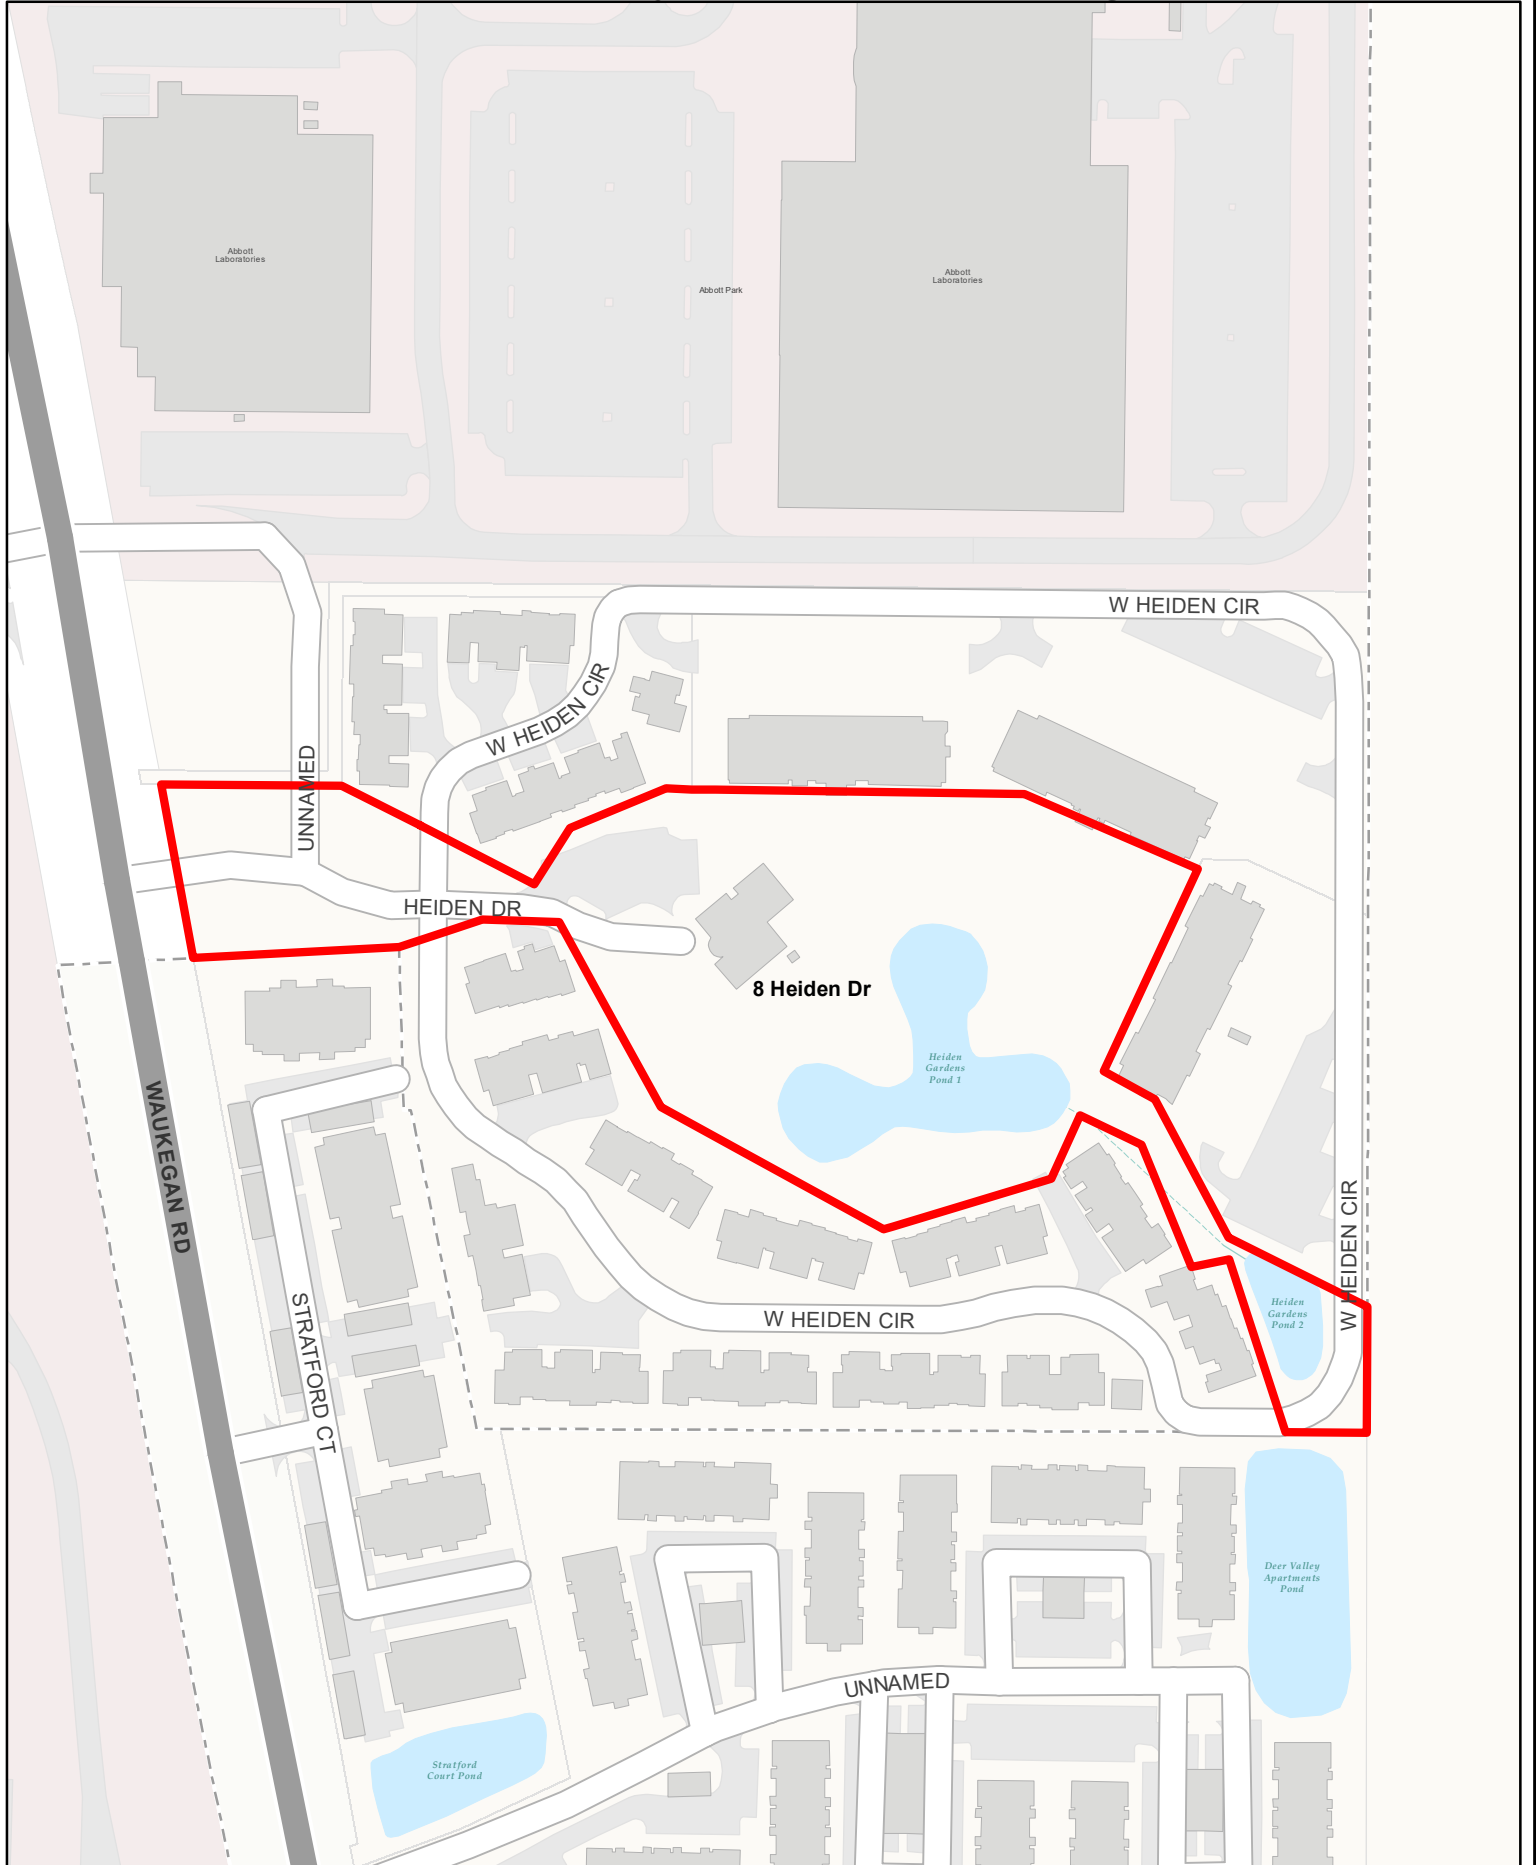 Abbott
Laboratories
Abbott Park
Abbott
Laboratories
W HEIDEN CIR
W HEIDEN CIR
UNNAMED
HEIDEN DR
8 Heiden Dr
Heiden
Gardens
Pond 1
WAUKEGAN RD
W HEIDEN CIR
STRATFORD CT
W HEIDEN CIR
Heiden
Gardens
Pond 2
Deer Valley
Apartments
Pond
UNNAMED
Stratford
Court Pond